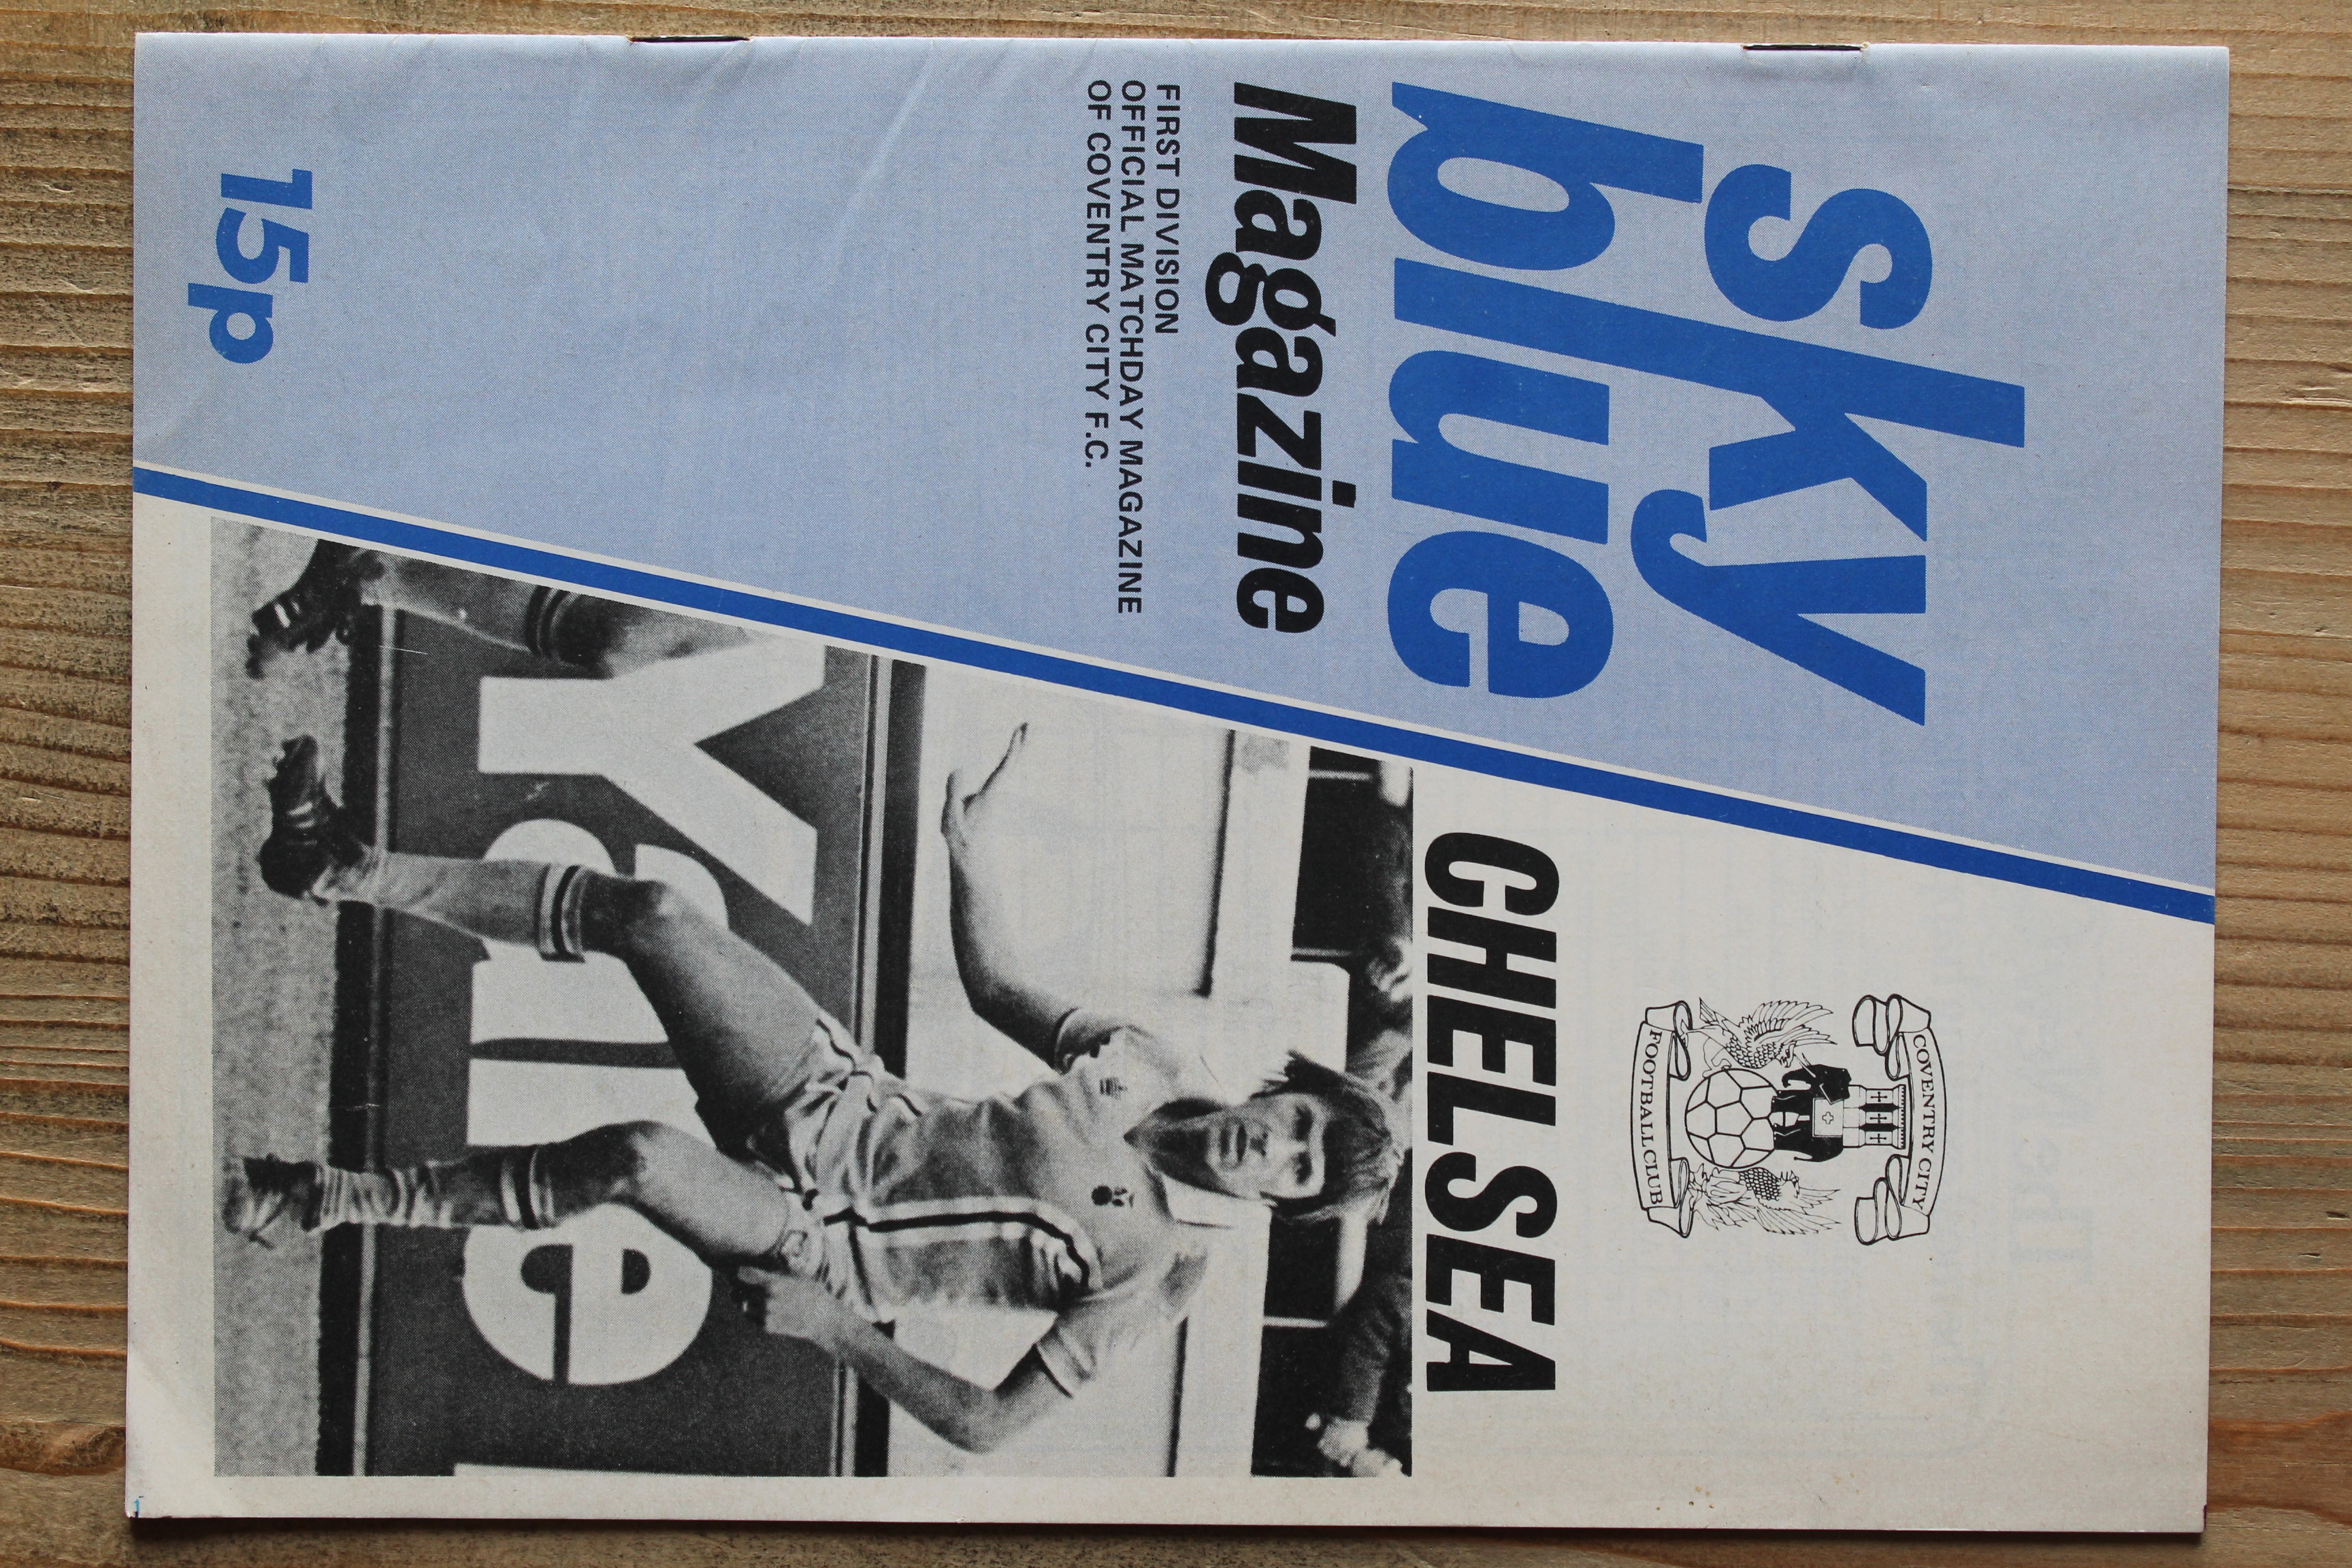 sky
blue
Magazine
FIRST DIVISION
OFFICIAL MATCHDAY MAGAZINE
OF COVENTRY CITY F.C.
15p
COVENTRY CITY
FOOTBALL CLUB
CHELSEA